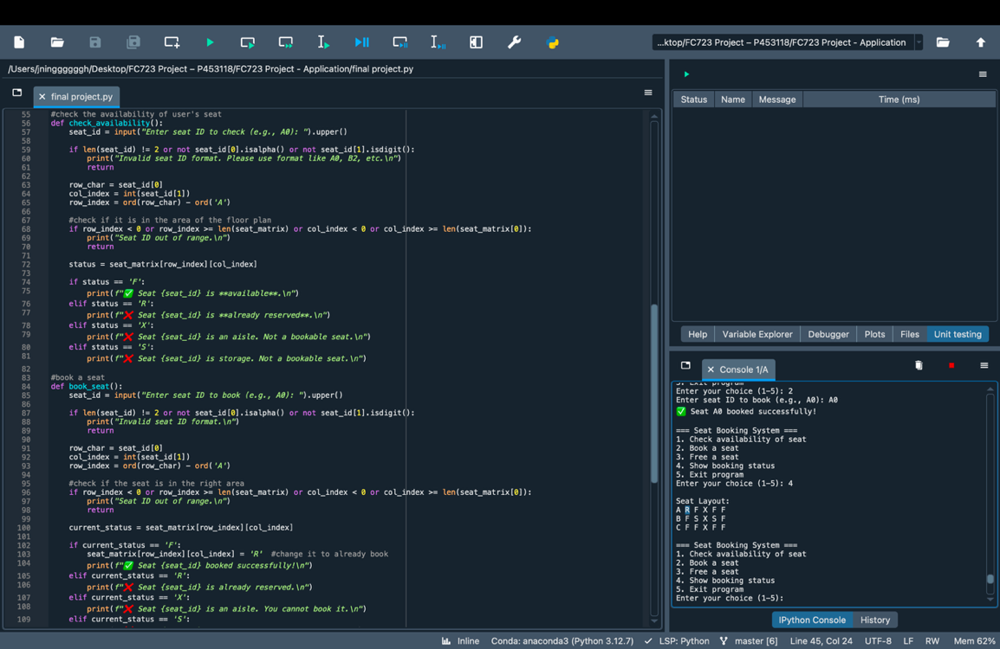 ...ktop/FC723 Project – P453118/FC723 Project - Application
/Users/jningggggggh/Desktop/FC723 Project – P453118/FC723 Project - Application/final project.py
final project.py
55 #check the availability of user's seat
56 def check_availability():
57 seat_id = input("Enter seat ID to check (e.g., A0): ").upper()
58
59 if len(seat_id) != 2 or not seat_id[0].isalpha() or not seat_id[1].isdigit():
60 print("Invalid seat ID format. Please use format like A0, B2, etc.\n")
61 return
62
63 row_char = seat_id[0]
64 col_index = int(seat_id[1])
65 row_index = ord(row_char) - ord('A')
66
67 #check if it is in the area of the floor plan
68 if row_index < 0 or row_index >= len(seat_matrix) or col_index < 0 or col_index >= len(seat_matrix[0]):
69 print("Seat ID out of range.\n")
70 return
71
72 status = seat_matrix[row_index][col_index]
73
74 if status == 'F':
75 print(f"✅ Seat {seat_id} is **available**.\n")
76 elif status == 'R':
77 print(f"❌ Seat {seat_id} is **already reserved**.\n")
78 elif status == 'X':
79 print(f"❌ Seat {seat_id} is an aisle. Not a bookable seat.\n")
80 elif status == 'S':
81 print(f"❌ Seat {seat_id} is storage. Not a bookable seat.\n")
82
83 #book a seat
84 def book_seat():
85 seat_id = input("Enter seat ID to book (e.g., A0): ").upper()
86
87 if len(seat_id) != 2 or not seat_id[0].isalpha() or not seat_id[1].isdigit():
88 print("Invalid seat ID format.\n")
89 return
90
91 row_char = seat_id[0]
92 col_index = int(seat_id[1])
93 row_index = ord(row_char) - ord('A')
94
95 #check if the seat is in the right area
96 if row_index < 0 or row_index >= len(seat_matrix) or col_index < 0 or col_index >= len(seat_matrix[0]):
97 print("Seat ID out of range.\n")
98 return
99
100 current_status = seat_matrix[row_index][col_index]
101
102 if current_status == 'F':
103 seat_matrix[row_index][col_index] = 'R' #change it to already book
104 print(f"✅ Seat {seat_id} booked successfully!\n")
105 elif current_status == 'R':
106 print(f"❌ Seat {seat_id} is already reserved.\n")
107 elif current_status == 'X':
108 print(f"❌ Seat {seat_id} is an aisle. You cannot book it.\n")
109 elif current_status == 'S':
Status Name Message Time (ms)
Help Variable Explorer Debugger Plots Files Unit testing
Console 1/A
5. Exit program
Enter your choice (1–5): 2
Enter seat ID to book (e.g., A0): A0
✅ Seat A0 booked successfully!
=== Seat Booking System ===
1. Check availability of seat
2. Book a seat
3. Free a seat
4. Show booking status
5. Exit program
Enter your choice (1–5): 4
Seat Layout:
A R F X F F
B F S X S F
C F F X F F
=== Seat Booking System ===
1. Check availability of seat
2. Book a seat
3. Free a seat
4. Show booking status
5. Exit program
Enter your choice (1–5):
IPython Console History
Inline Conda: anaconda3 (Python 3.12.7) LSP: Python master [6] Line 45, Col 24 UTF-8 LF RW Mem 62%